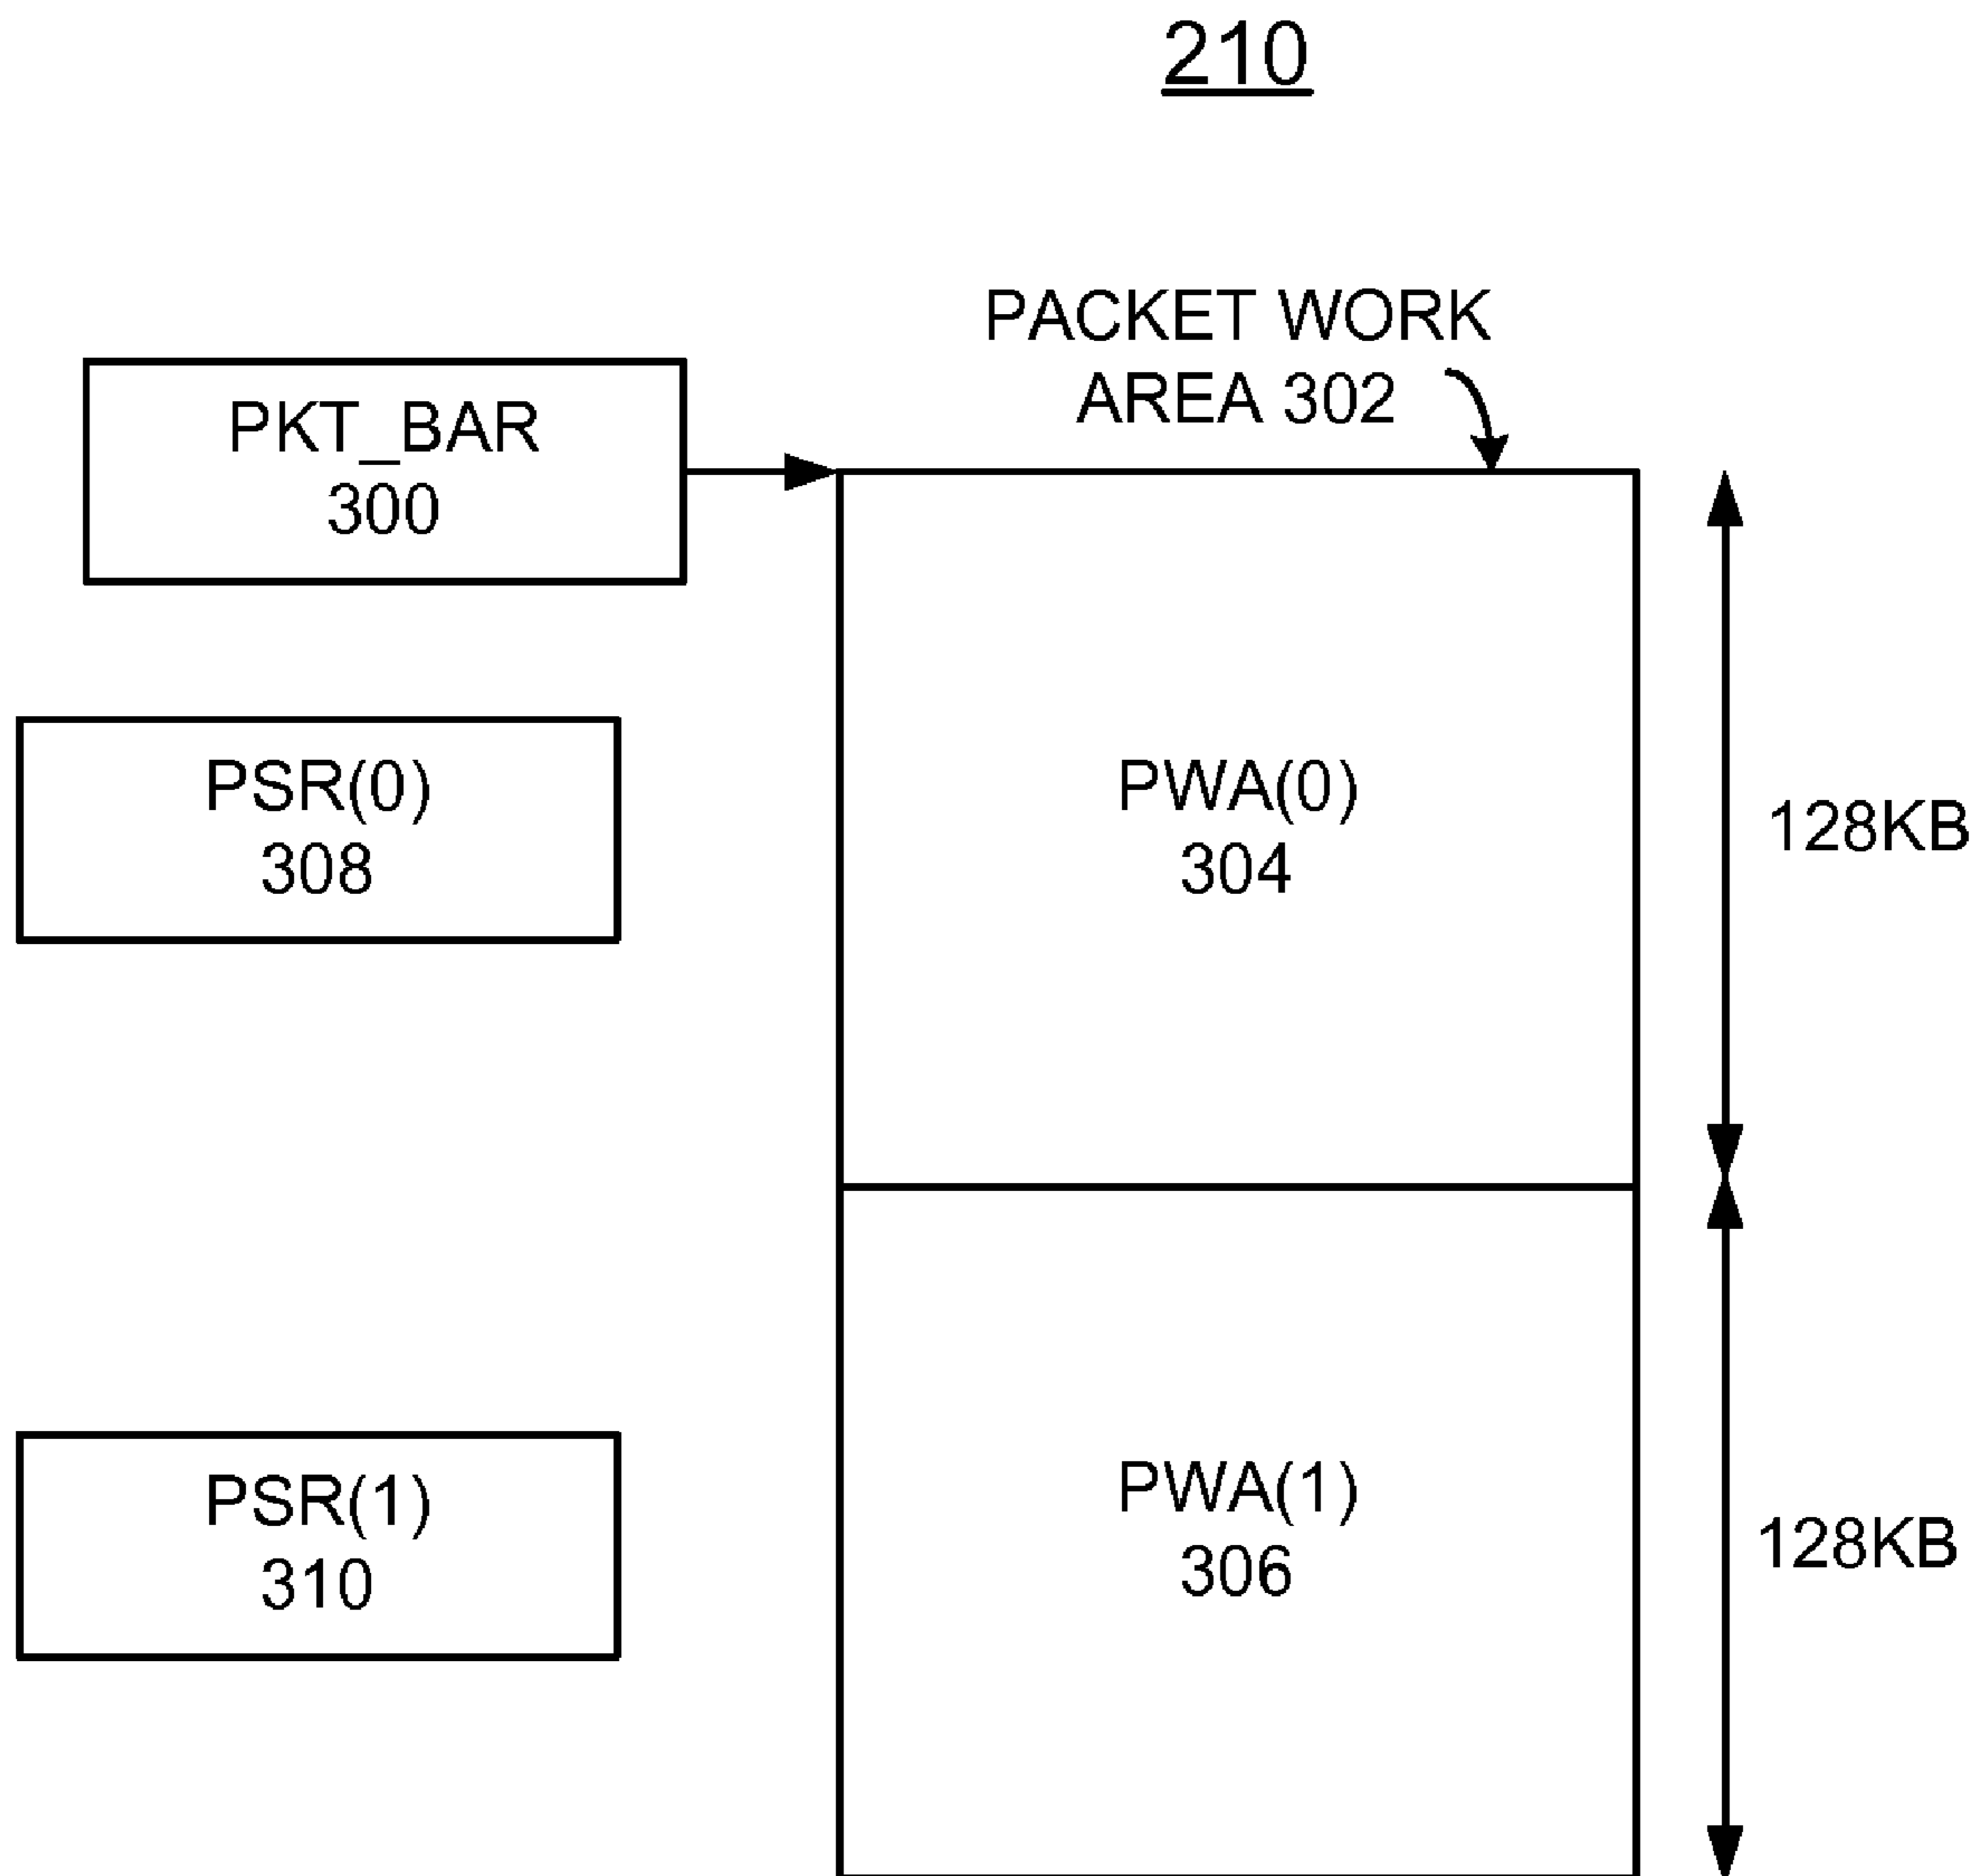 210
PACKET WORK
AREA 302
PKT_BAR
300
PSR(0)
308
PWA(0)
304
128KB
PSR(1)
310
PWA(1)
306
128KB